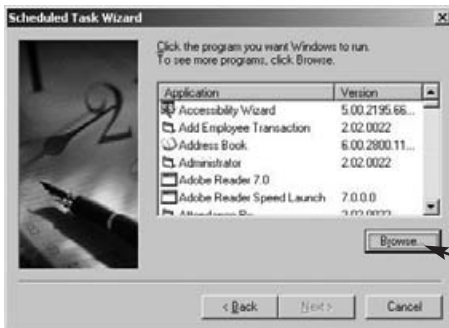 Scheduled Task Wizard
Click the program you want Windows to run.
To see more programs, click Browse.
Application Version
Accessibility Wizard 5.00.2195.66...
Add Employee Transaction 2.02.0022
Address Book 6.00.2800.11...
Administrator 2.02.0022
Adobe Reader 7.0
Adobe Reader Speed Launch 7.0.0.0
2.02.0022
Browse...
< Back Next > Cancel